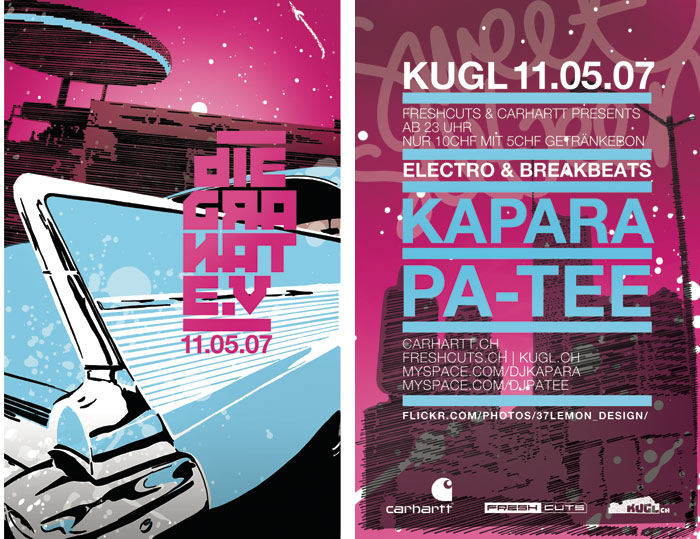 DIE
GRA
NAT
E.V
11.05.07
KUGL 11.05.07
FRESHCUTS & CARHARTT PRESENTS
AB 23 UHR
NUR 10CHF MIT 5CHF GETRÄNKEBON
ELECTRO & BREAKBEATS
KAPARA
PA-TEE
CARHARTT.CH
FRESHCUTS.CH | KUGL.CH
MYSPACE.COM/DJKAPARA
MYSPACE.COM/DJPATEE
FLICKR.COM/PHOTOS/37LEMON_DESIGN/
carhartt
FRESH CUTS
KUGL.CH